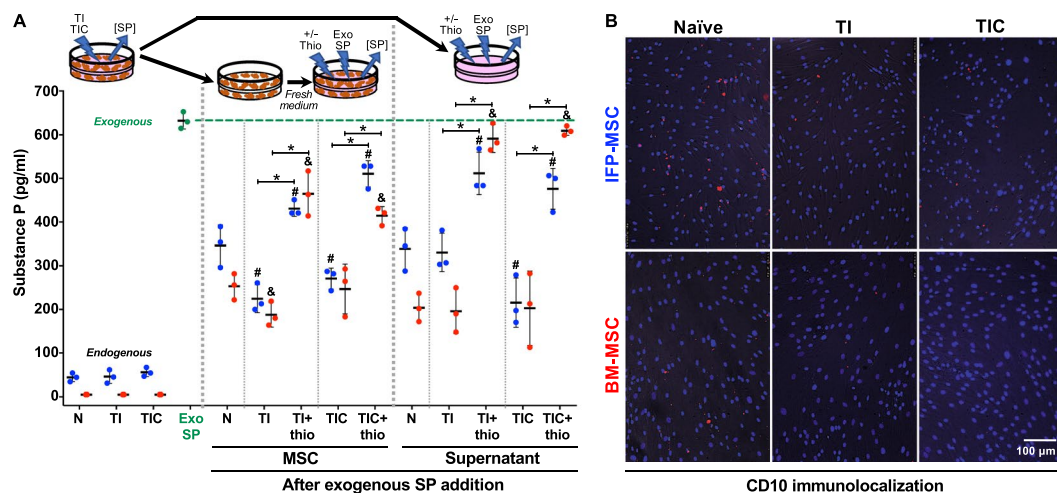 A
TI
TIC
[SP]
+/–
Thio
Exo
SP
[SP]
Fresh
medium
+/–
Thio
Exo
SP
[SP]
Substance P (pg/ml)
700
600
500
400
300
200
100
0
Exogenous
Endogenous
*
*
*
*
*
*
*
*
#
&
#
&
#
#
&
#
&
#
#
&
N
TI
TIC
Exo
SP
N
TI
TI+
thio
TIC
TIC+
thio
N
TI
TI+
thio
TIC
TIC+
thio
MSC
Supernatant
After exogenous SP addition
B
Naïve
TI
TIC
IFP-MSC
BM-MSC
100 µm
CD10 immunolocalization